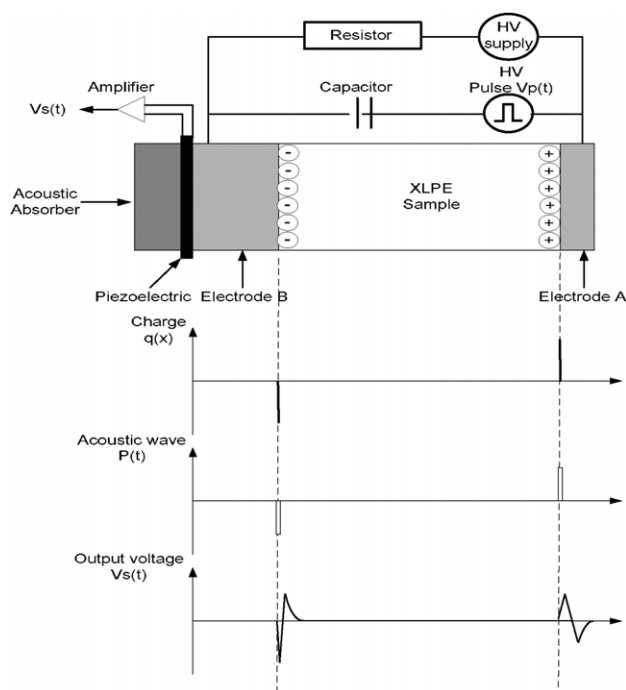 Resistor
HV
supply
HV
Pulse Vp(t)
Capacitor
Amplifier
Vs(t)
Acoustic
Absorber
XLPE
Sample
- + 
- +
- +
- +
- +
- +
Piezoelectric
Electrode B
Electrode A
Charge
q(x)
Acoustic wave
P(t)
Output voltage
Vs(t)